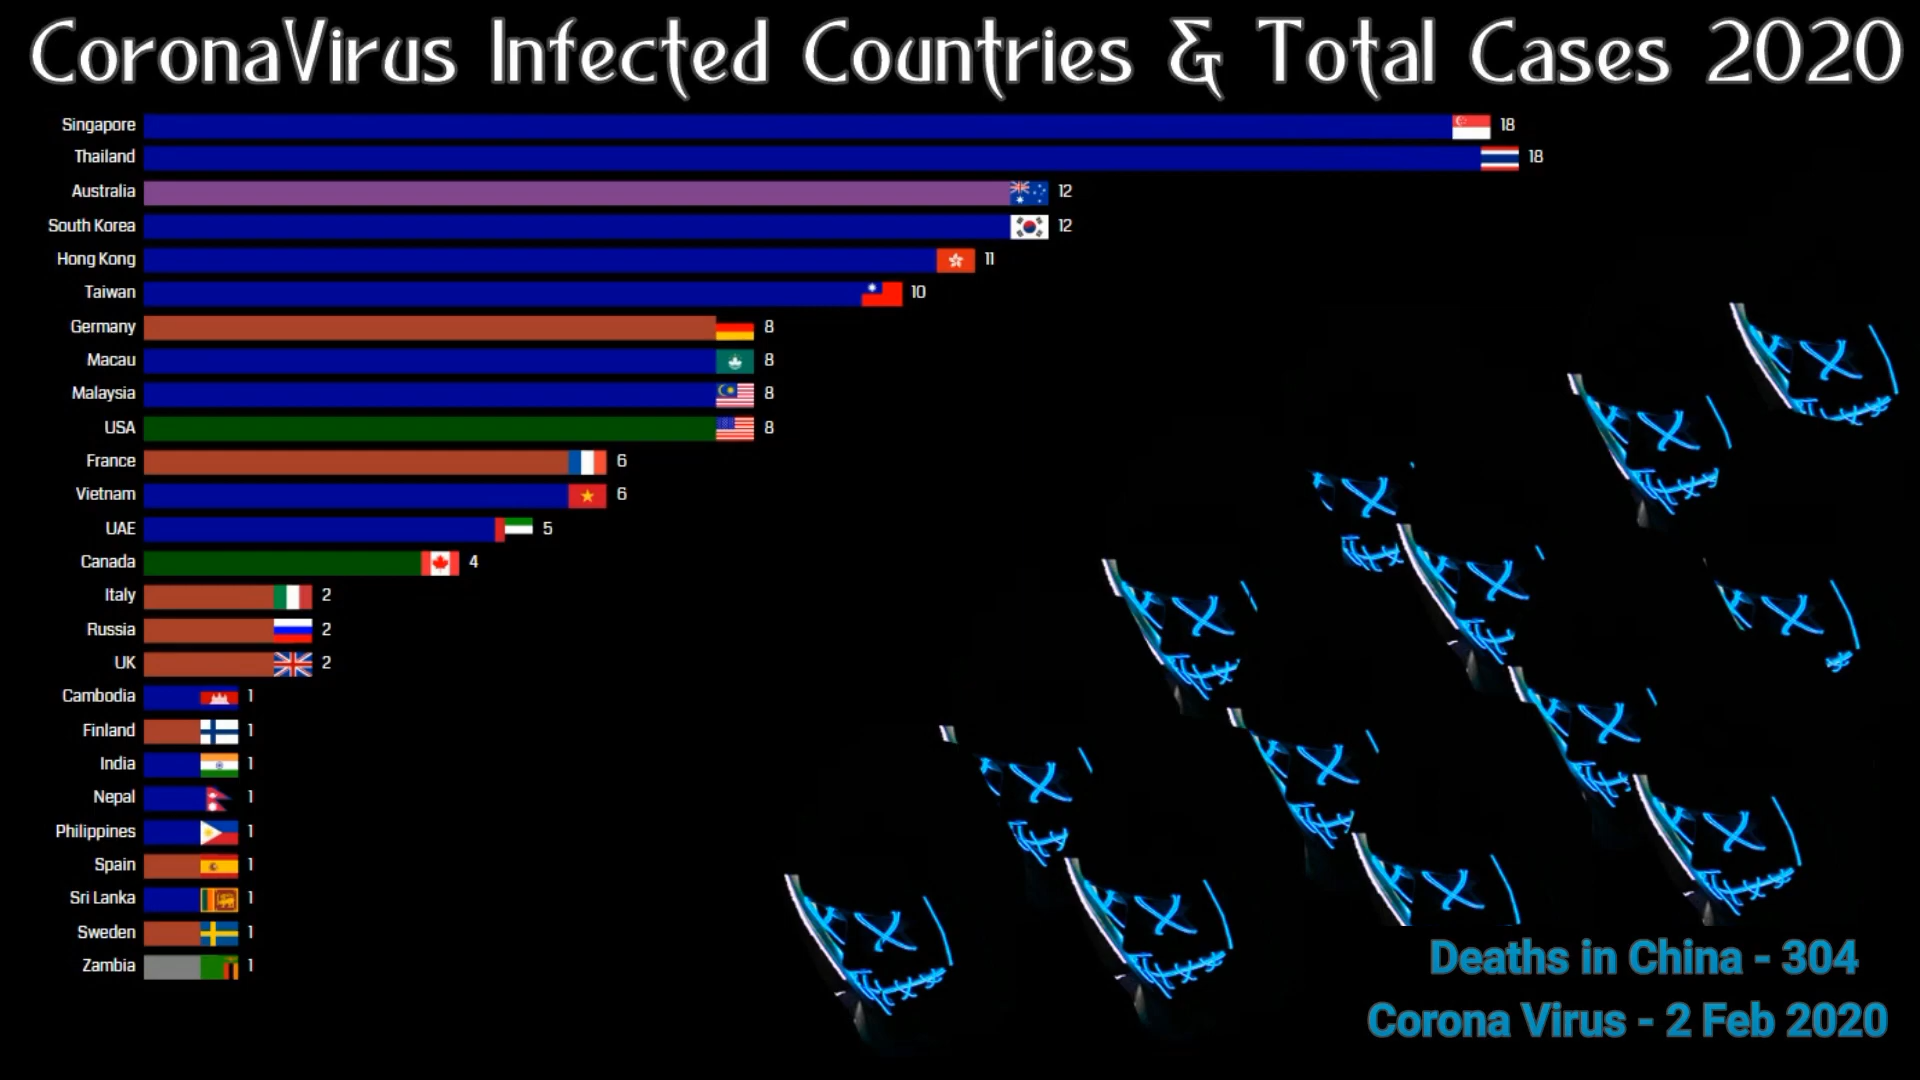 CoronaVirus Infected Countries & Total Cases 2020
Singapore 18
Thailand 18
Australia 12
South Korea 12
Hong Kong 11
Taiwan 10
Germany 8
Macau 8
Malaysia 8
USA 8
France 6
Vietnam 6
UAE 5
Canada 4
Italy 2
Russia 2
UK 2
Cambodia 1
Finland 1
India 1
Nepal 1
Philippines 1
Spain 1
Sri Lanka 1
Sweden 1
Zambia 1
Deaths in China - 304
Corona Virus - 2 Feb 2020